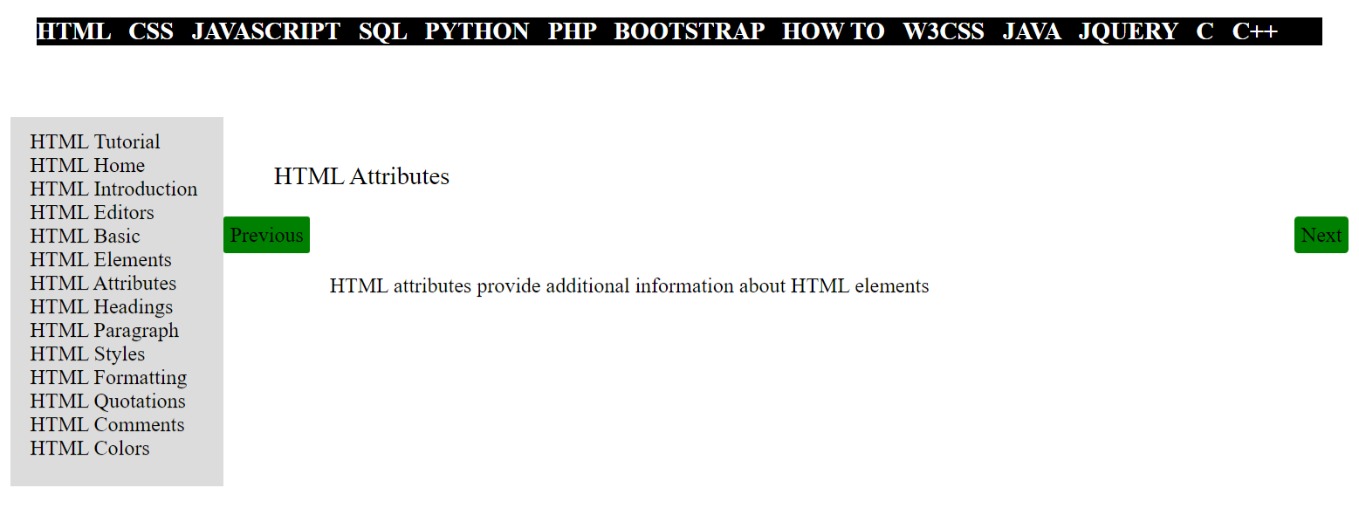 HTML CSS JAVASCRIPT SQL PYTHON PHP BOOTSTRAP HOW TO W3CSS JAVA JQUERY C C++
HTML Tutorial
HTML Home
HTML Introduction
HTML Editors
HTML Basic
HTML Elements
HTML Attributes
HTML Headings
HTML Paragraph
HTML Styles
HTML Formatting
HTML Quotations
HTML Comments
HTML Colors
HTML Attributes
Previous Next
HTML attributes provide additional information about HTML elements